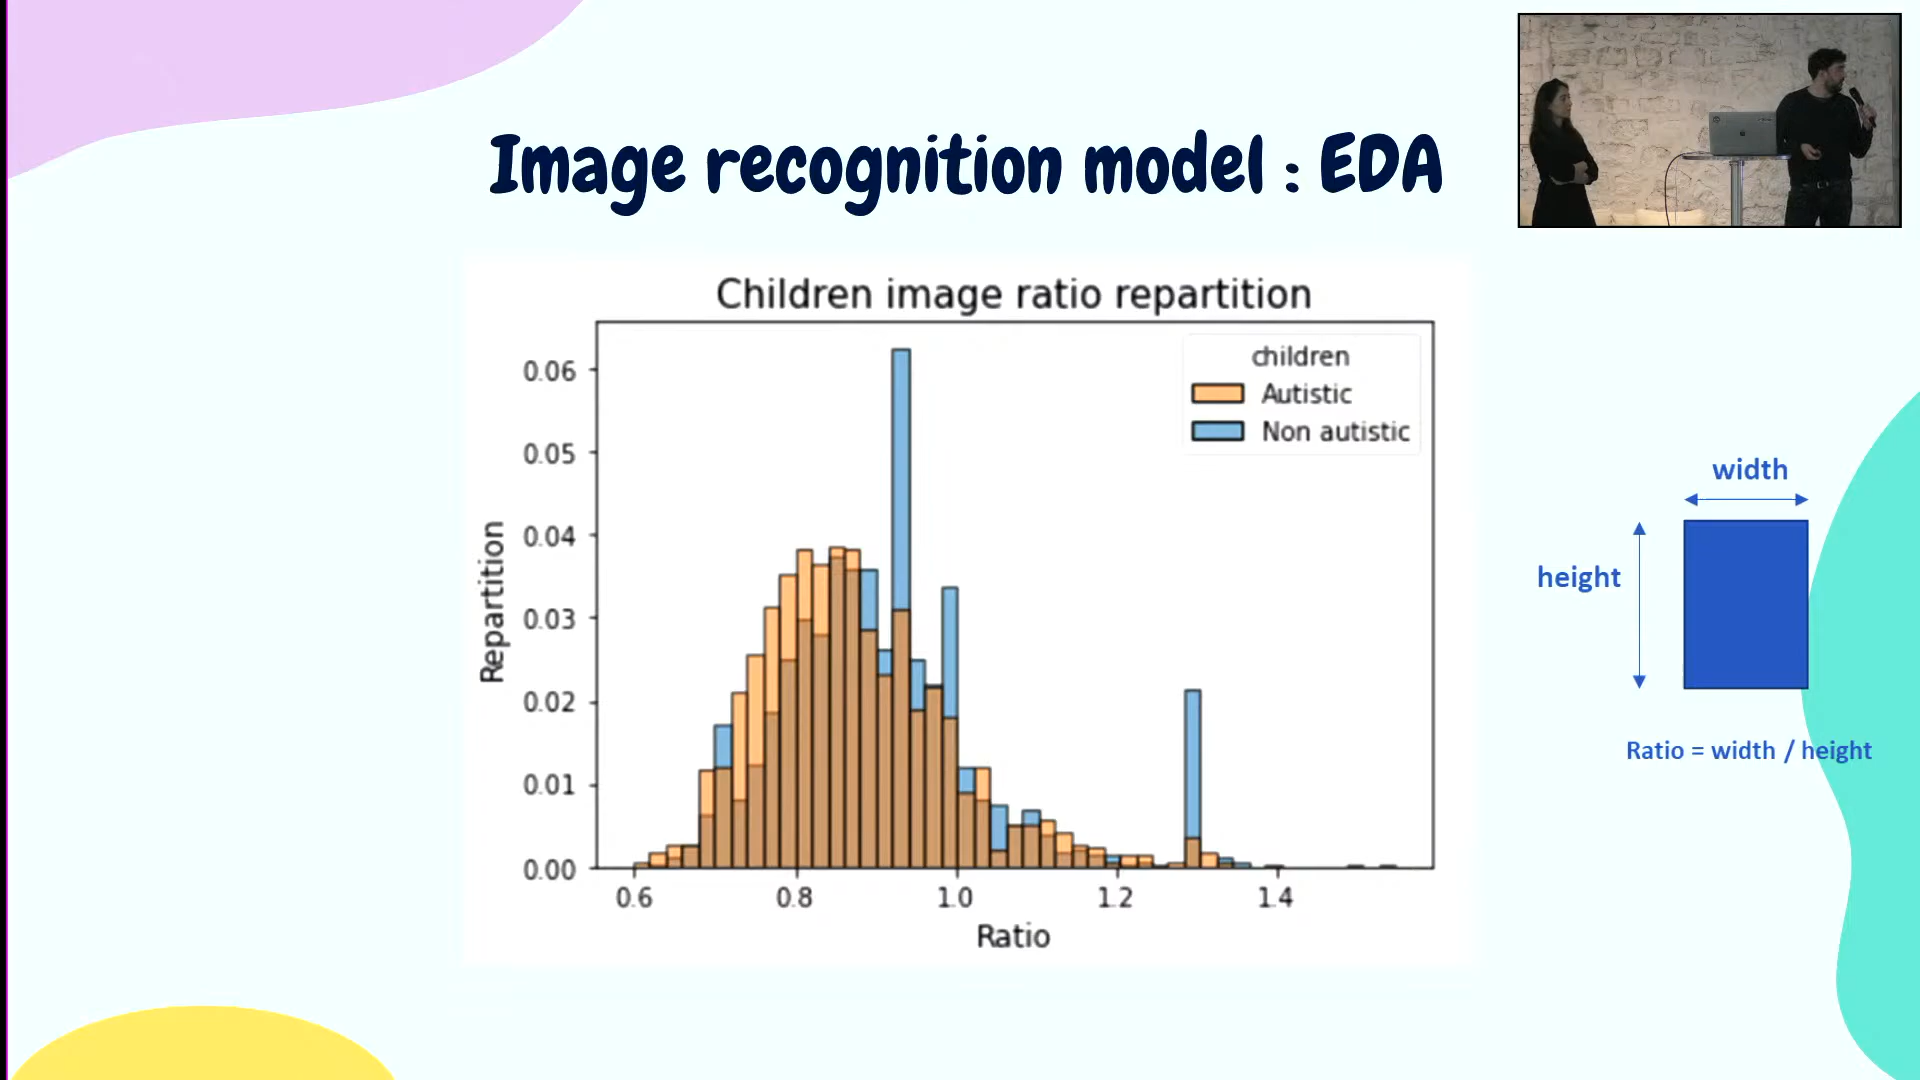 Image recognition model : EDA
Children image ratio repartition
children
Autistic
Non autistic
0.06
0.05
0.04
0.03
0.02
0.01
0.00
Repartition
0.6 0.8 1.0 1.2 1.4
Ratio
width
height
Ratio = width / height